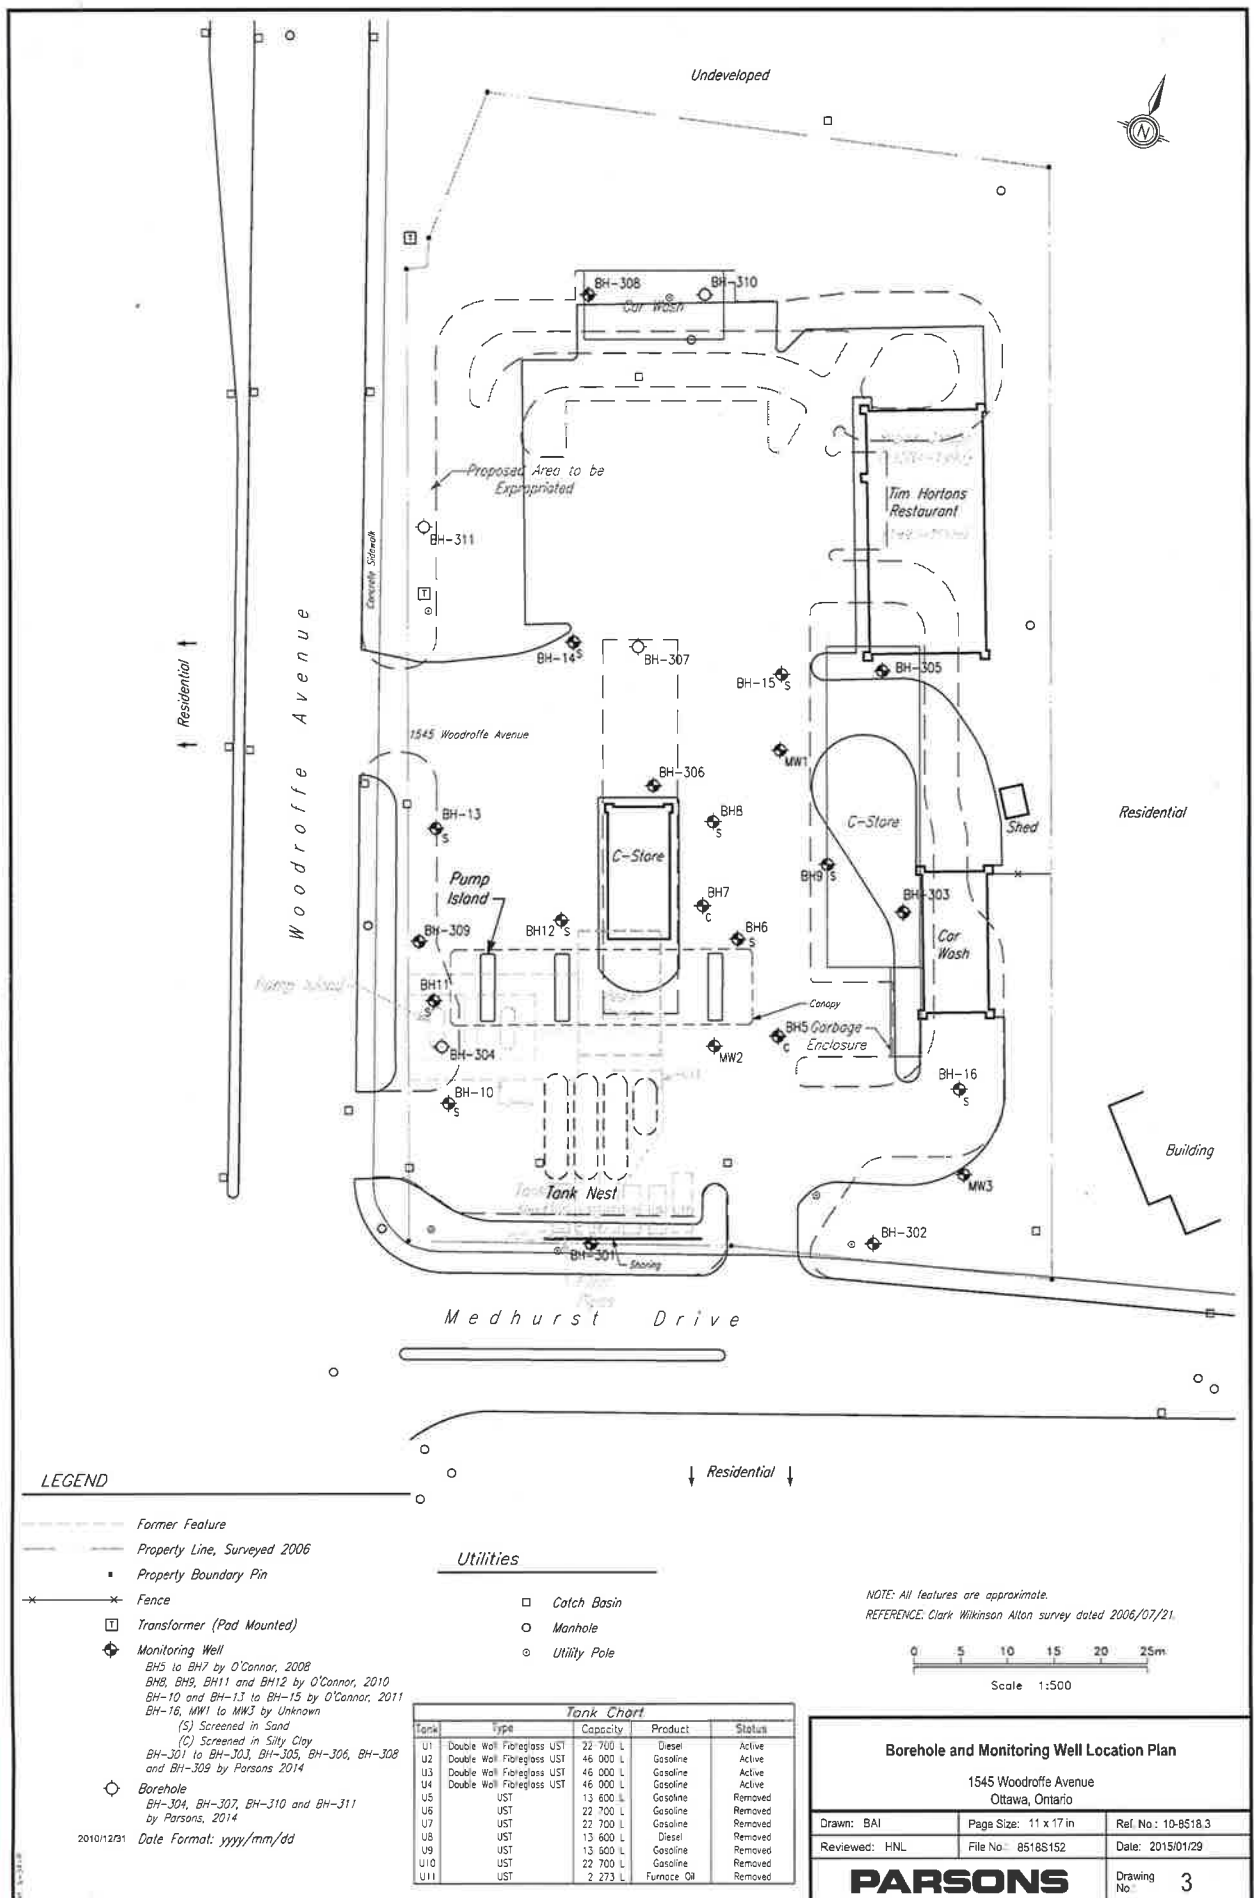 Undeveloped
N
T
BH-308
BH-310
Car Wash
Proposed Area to be
Expropriated
Tim Hortons
Restaurant
BH-311
Concrete Sidewalk
T
Woodroffe Avenue
Residential
BH-14 S
BH-307
BH-15 S
BH-305
1545 Woodroffe Avenue
MW1
BH-306
BH-13
S
BH8
S
C-Store
Shed
Residential
C-Store
BH9 S
Pump
Island
BH7
C
BH-303
BH12 S
BH6
S
BH-309
Car
Wash
Pump Island
BH11
S
Canopy
BH5
C
Garbage
Enclosure
MW2
BH-304
BH-10
S
BH-16
S
Building
Tank Nest
MW3
BH-302
BH-301
Shoring
Medhurst Drive
Residential
LEGEND
Former Feature
Property Line, Surveyed 2006
Property Boundary Pin
Fence
T Transformer (Pad Mounted)
Monitoring Well
BH5 to BH7 by O'Connor, 2008
BH8, BH9, BH11 and BH12 by O'Connor, 2010
BH-10 and BH-13 to BH-15 by O'Connor, 2011
BH-16, MW1 to MW3 by Unknown
(S) Screened in Sand
(C) Screened in Silty Clay
BH-301 to BH-303, BH-305, BH-306, BH-308
and BH-309 by Parsons 2014
Borehole
BH-304, BH-307, BH-310 and BH-311
by Parsons, 2014
2010/12/31 Date Format: yyyy/mm/dd
Utilities
Catch Basin
Manhole
Utility Pole
NOTE: All features are approximate.
REFERENCE: Clark Wilkinson Alton survey dated 2006/07/21.
0 5 10 15 20 25m
Scale 1:500
Tank Chart
Tank Type Capacity Product Status
U1 Double Wall Fibreglass UST 22 700 L Diesel Active
U2 Double Wall Fibreglass UST 46 000 L Gasoline Active
U3 Double Wall Fibreglass UST 46 000 L Gasoline Active
U4 Double Wall Fibreglass UST 46 000 L Gasoline Active
U5 UST 13 600 L Gasoline Removed
U6 UST 22 700 L Gasoline Removed
U7 UST 22 700 L Gasoline Removed
U8 UST 13 600 L Diesel Removed
U9 UST 13 600 L Gasoline Removed
U10 UST 22 700 L Gasoline Removed
U11 UST 2 273 L Furnace Oil Removed
Borehole and Monitoring Well Location Plan
1545 Woodroffe Avenue
Ottawa, Ontario
Drawn: BAI Page Size: 11 x 17 in Ref. No.: 10-8518.3
Reviewed: HNL File No.: 8518S152 Date: 2015/01/29
PARSONS
Drawing
No.: 3